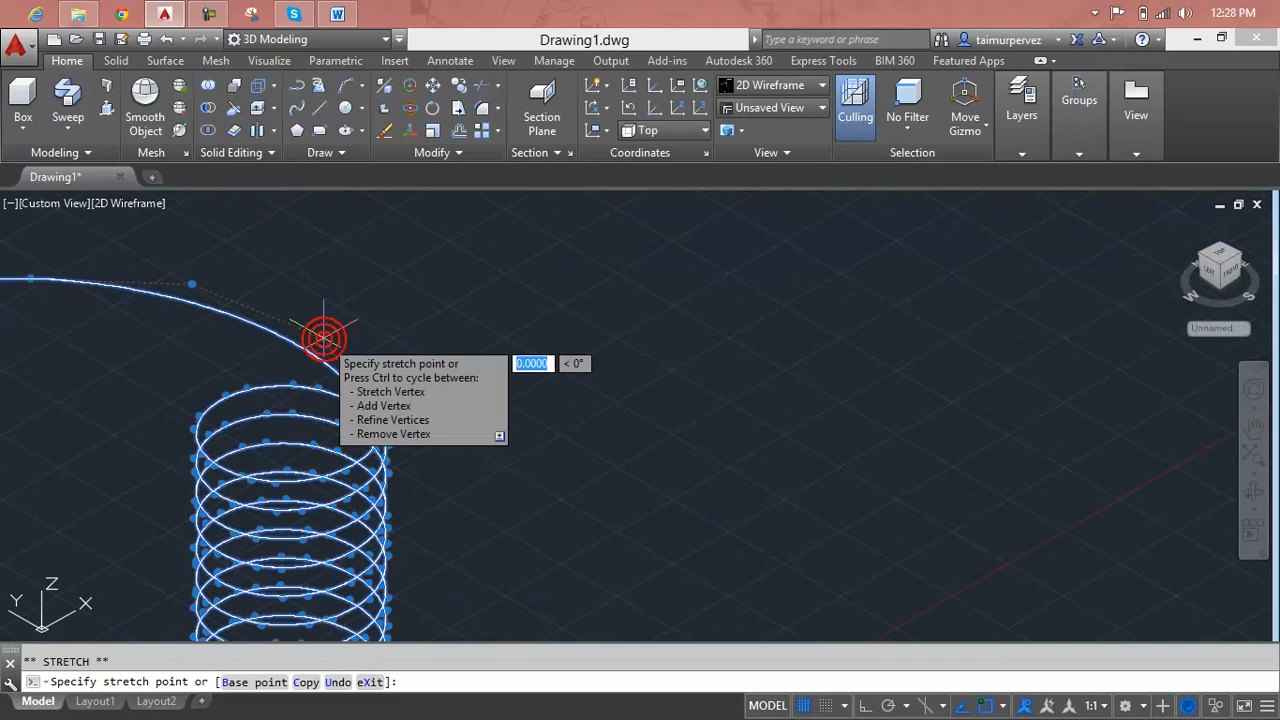 12:28 PM
3D Modeling
Drawing1.dwg
Type a keyword or phrase
taimurpervez
Home Solid Surface Mesh Visualize Parametric Insert Annotate View Manage Output Add-ins Autodesk 360 Express Tools BIM 360 Featured Apps
2D Wireframe
Unsaved View
Top
Box
Sweep
Smooth
Object
Section
Plane
Culling
No Filter
Move
Gizmo
Layers
Groups
View
Modeling
Mesh
Solid Editing
Draw
Modify
Section
Coordinates
View
Selection
Drawing1*
[−][Custom View][2D Wireframe]
TOP
LEFT
FRONT
W
S
Unnamed
Specify stretch point or
Press Ctrl to cycle between:
- Stretch Vertex
- Add Vertex
- Refine Vertices
- Remove Vertex
0.0000
< 0°
Z
Y
X
** STRETCH **
Specify stretch point or [Base point Copy Undo eXit]:
Model Layout1 Layout2 +
MODEL
1:1